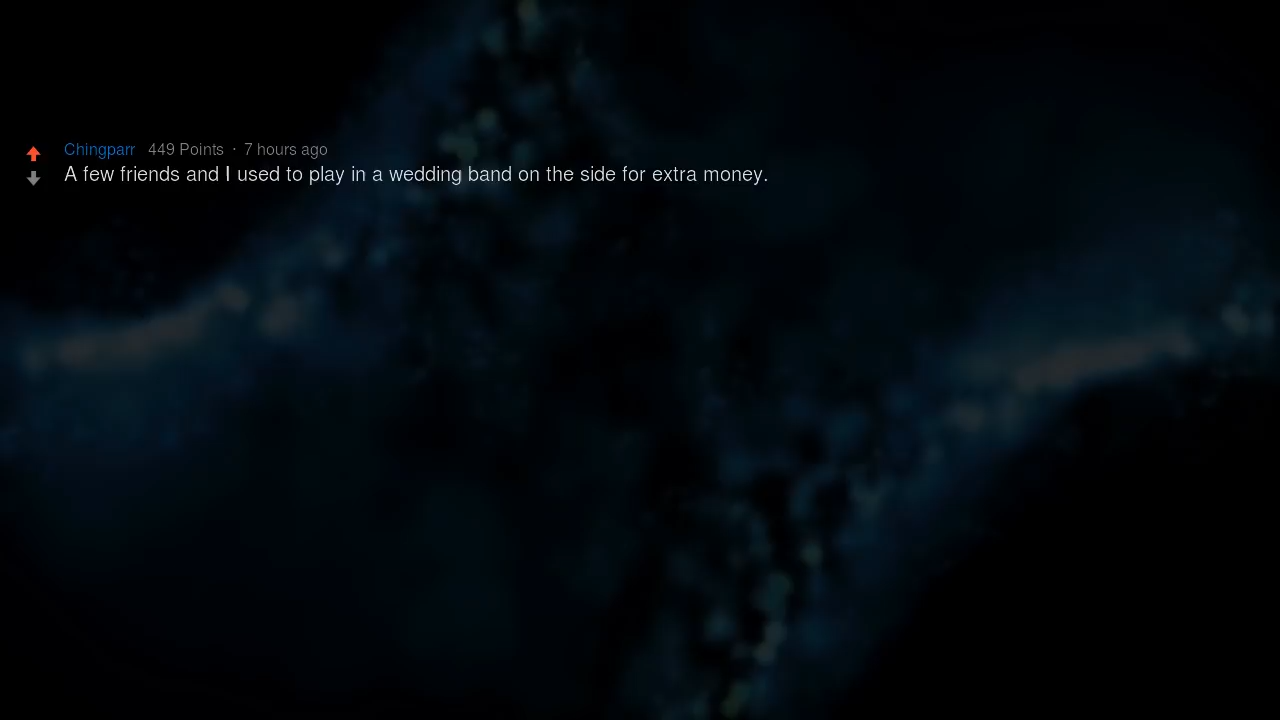 Chingparr 449 Points · 7 hours ago
A few friends and I used to play in a wedding band on the side for extra money.